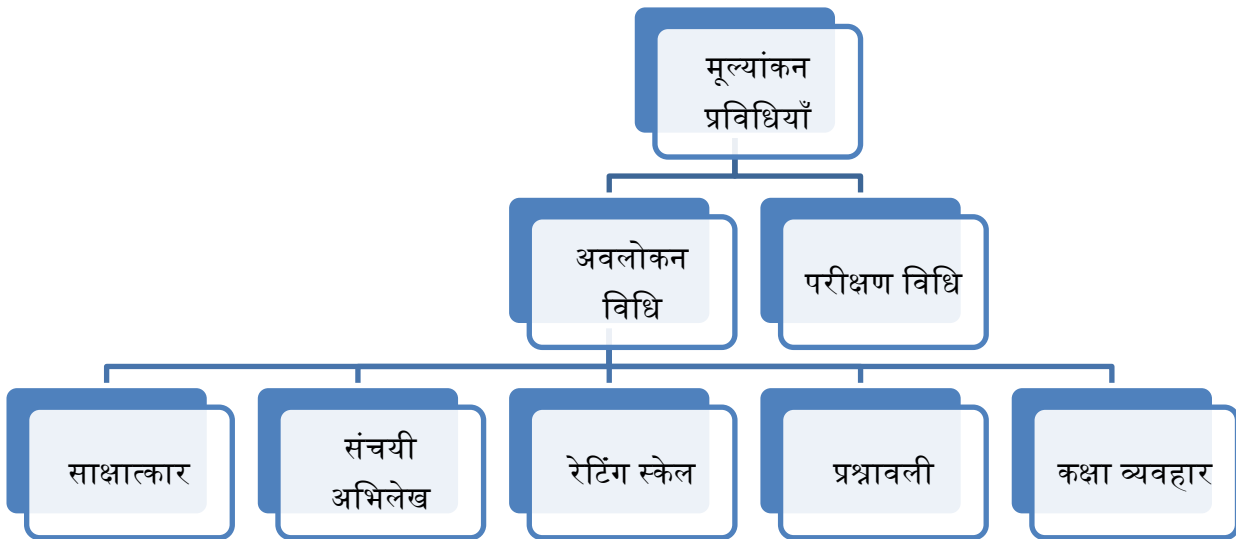 मूल्यांकन
प्रविधियाँ
अवलोकन
विधि
परीक्षण विधि
साक्षात्कार
संचयी
अभिलेख
रेटिंग स्केल
प्रश्नावली
कक्षा व्यवहार